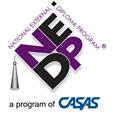 NATIONAL EXTERNAL DIPLOMA PROGRAM ®
NEDP
a program of CASAS